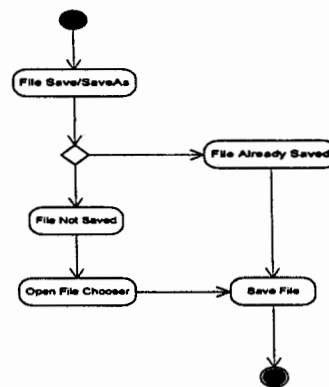 File Save/SaveAs
File Already Saved
File Not Saved
Open File Chooser
Save File